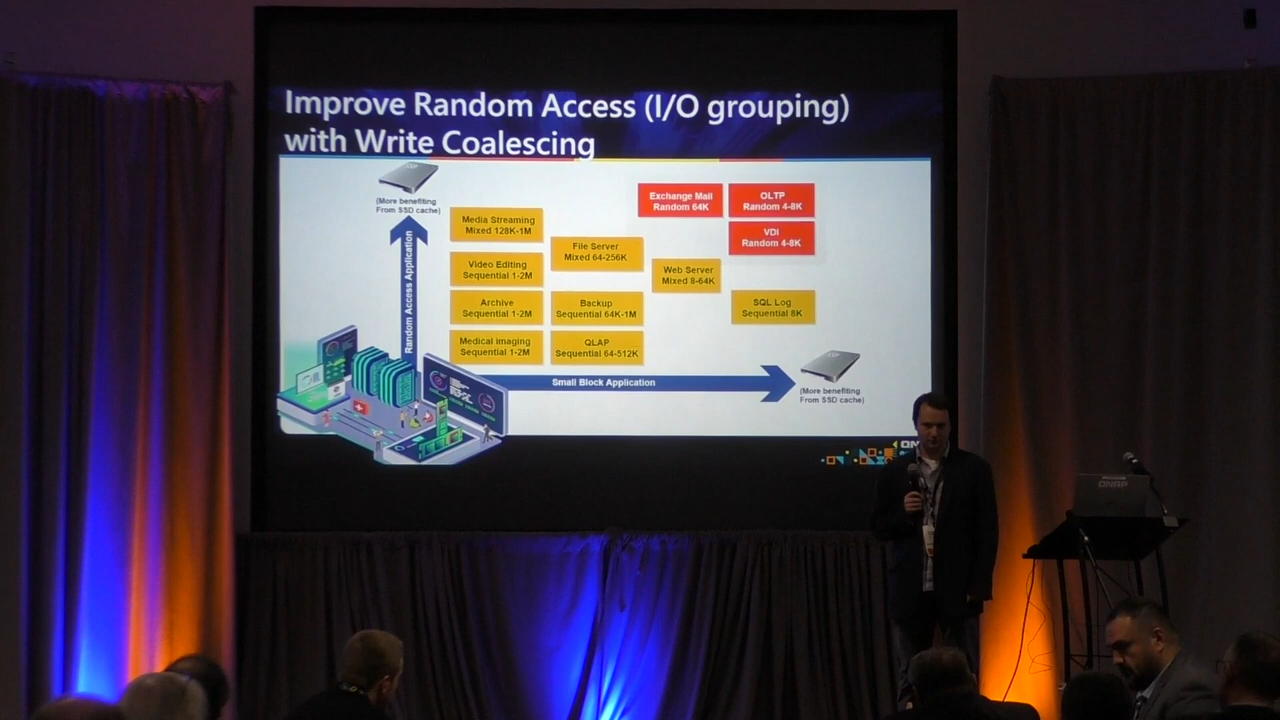 Improve Random Access (I/O grouping)
with Write Coalescing
(More benefiting
From SSD cache)
Random Access Application
Media Streaming
Mixed 128K-1M
Video Editing
Sequential 1-2M
Archive
Sequential 1-2M
Medical imaging
Sequential 1-2M
File Server
Mixed 64-256K
Backup
Sequential 64K-1M
QLAP
Sequential 64-512K
Exchange Mail
Random 64K
Web Server
Mixed 8-64K
OLTP
Random 4-8K
VDI
Random 4-8K
SQL Log
Sequential 8K
Small Block Application
(More benefiting
From SSD cache)
QNAP